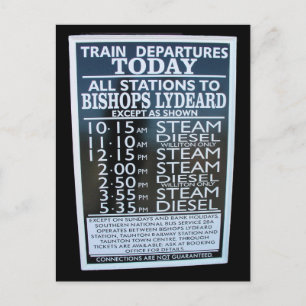 TRAIN DEPARTURES
TODAY
ALL STATIONS TO
BISHOPS LYDEARD
EXCEPT AS SHOWN
10·15 AM STEAM
11·10 AM DIESEL
WILLITON ONLY
12·15 PM STEAM
2·00 PM STEAM
2·50 PM DIESEL
WILLITON ONLY
3·35 PM STEAM
5·35 PM DIESEL
EXCEPT ON SUNDAYS AND BANK HOLIDAYS,
SOUTHERN NATIONAL BUS SERVICE 28A
OPERATES BETWEEN BISHOPS LYDEARD
STATION, TAUNTON RAILWAY STATION AND
TAUNTON TOWN CENTRE. THROUGH
TICKETS ARE AVAILABLE. ASK AT BOOKING
OFFICE FOR DETAILS.
CONNECTIONS ARE NOT GUARANTEED.